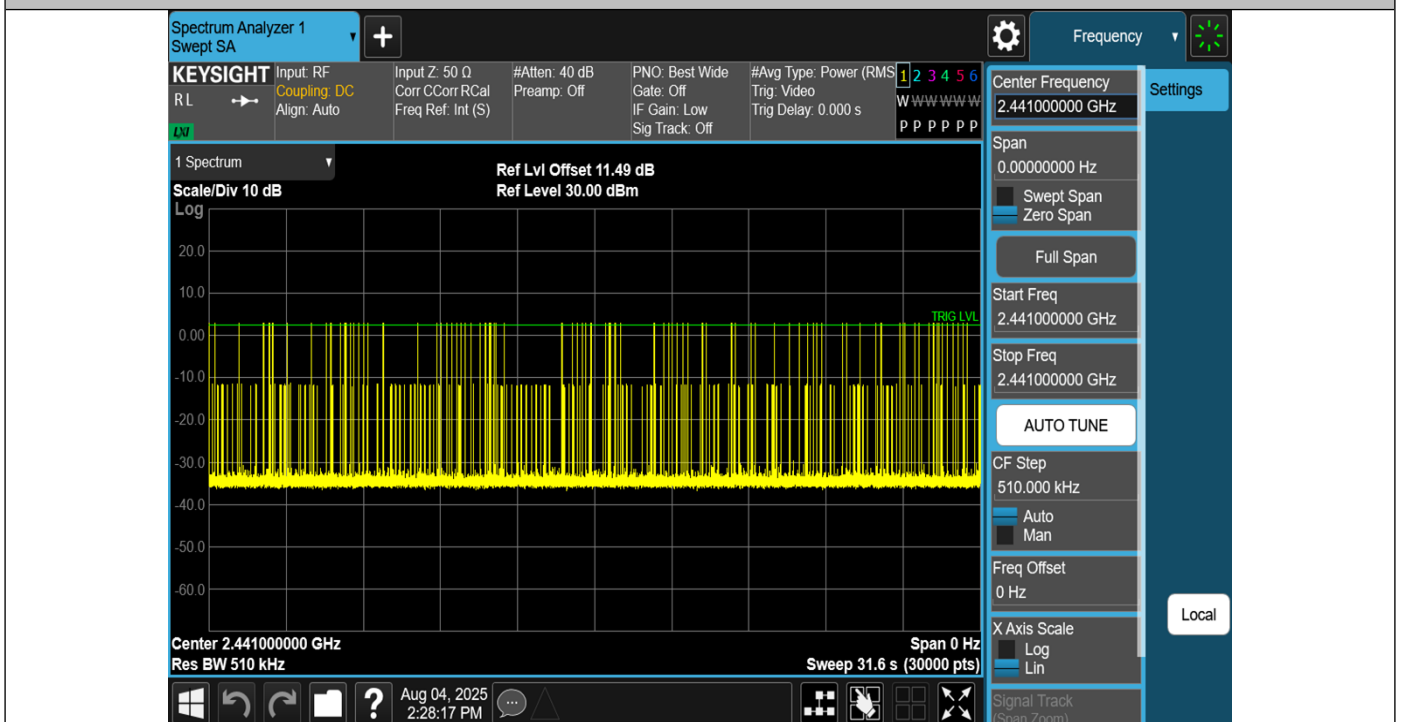 Spectrum Analyzer 1
Swept SA
+
Frequency
KEYSIGHT
RL
LXI
Input: RF
Coupling: DC
Align: Auto
Input Z: 50 Ω
Corr CCorr RCal
Freq Ref: Int (S)
#Atten: 40 dB
Preamp: Off
PNO: Best Wide
Gate: Off
IF Gain: Low
Sig Track: Off
#Avg Type: Power (RMS
Trig: Video
Trig Delay: 0.000 s
1 2 3 4 5 6
W W W W W W
P P P P P P
1 Spectrum
Scale/Div 10 dB
Ref Lvl Offset 11.49 dB
Ref Level 30.00 dBm
Log
20.0
10.0
0.00
-10.0
-20.0
-30.0
-40.0
-50.0
-60.0
TRIG LVL
Center 2.441000000 GHz
Res BW 510 kHz
Span 0 Hz
Sweep 31.6 s (30000 pts)
?
Aug 04, 2025
2:28:17 PM
Center Frequency
2.441000000 GHz
Span
0.00000000 Hz
Swept Span
Zero Span
Full Span
Start Freq
2.441000000 GHz
Stop Freq
2.441000000 GHz
AUTO TUNE
CF Step
510.000 kHz
Auto
Man
Freq Offset
0 Hz
X Axis Scale
Log
Lin
Signal Track
(Span Zoom)
Settings
Local